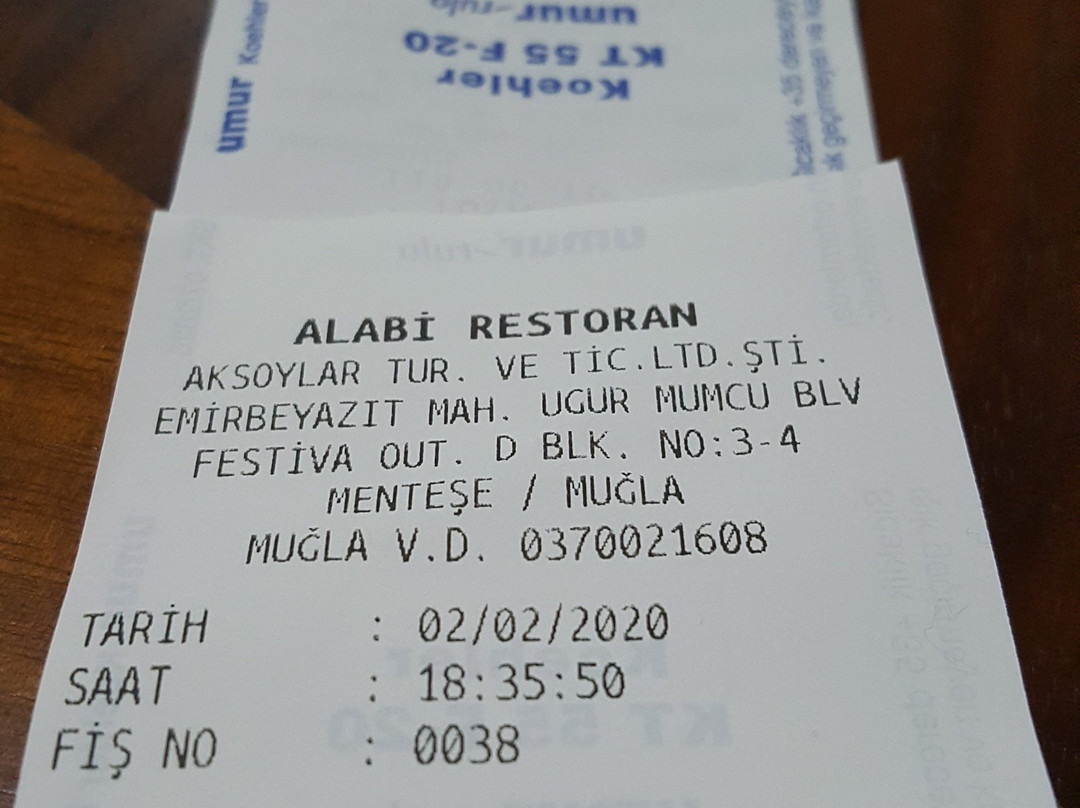 umur Koehler
umur-rulo
KT 55 F-20
Koehler
ALABİ RESTORAN
AKSOYLAR TUR. VE TİC.LTD.ŞTİ.
EMİRBEYAZIT MAH. UGUR MUMCU BLV
FESTİVA OUT. D BLK. NO:3-4
MENTEŞE / MUĞLA
MUĞLA V.D. 0370021608
TARİH : 02/02/2020
SAAT : 18:35:50
FİŞ NO : 0038